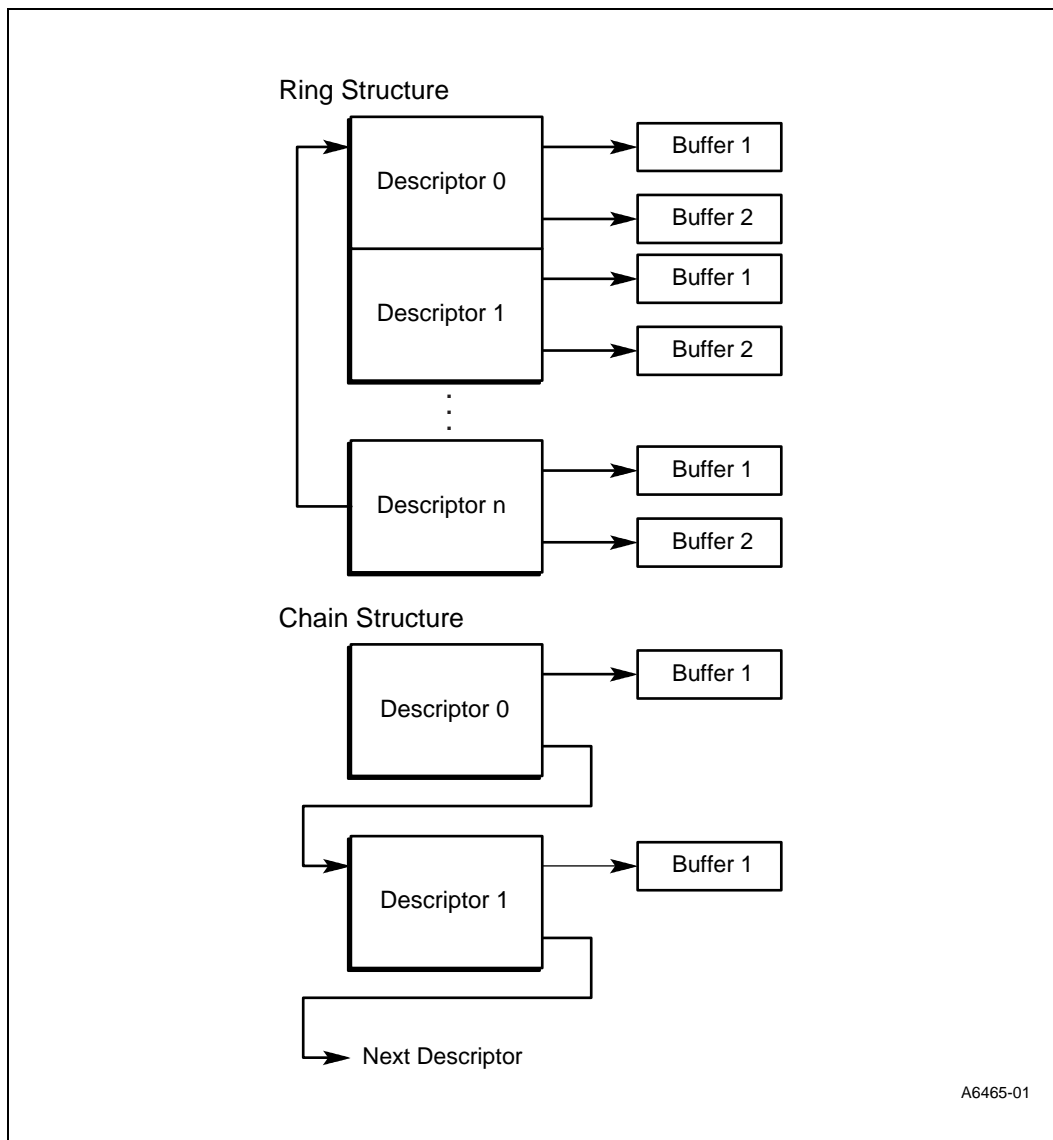 Ring Structure
Descriptor 0
Buffer 1
Buffer 2
Descriptor 1
Buffer 1
Buffer 2
Descriptor n
Buffer 1
Buffer 2
Chain Structure
Descriptor 0
Buffer 1
Descriptor 1
Buffer 1
Next Descriptor
A6465-01